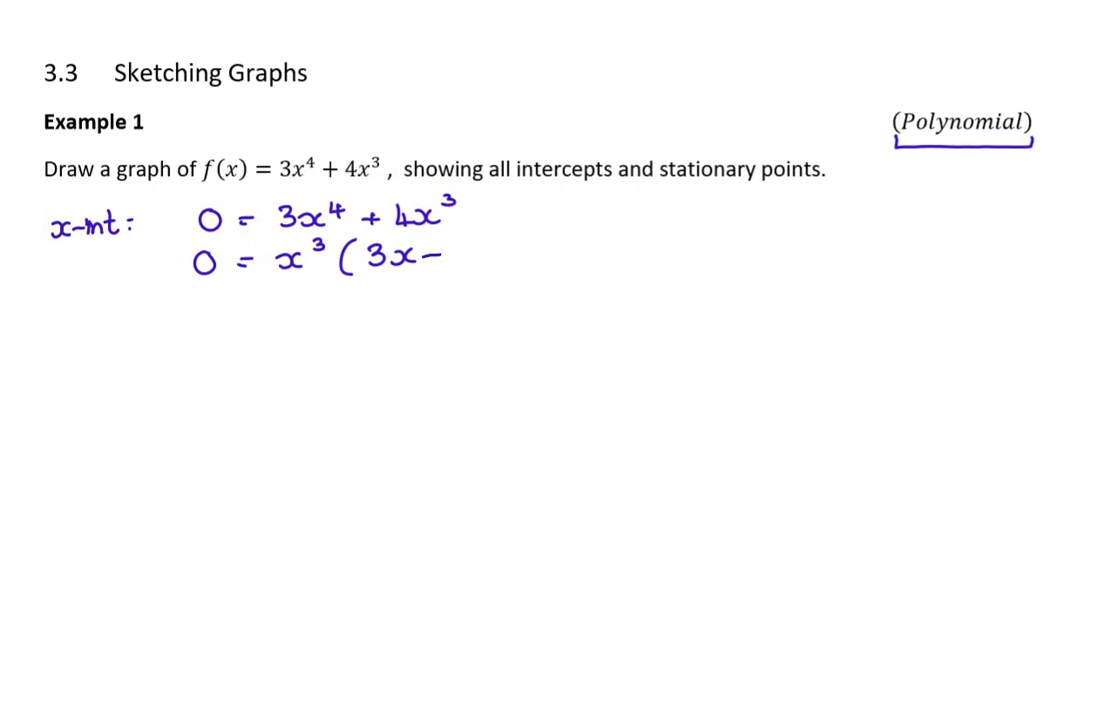 3.3 Sketching Graphs
Example 1 (Polynomial)
Draw a graph of f(x) = 3x⁴ + 4x³ , showing all intercepts and stationary points.
x-int: 0 = 3x⁴ + 4x³
0 = x³ (3x-